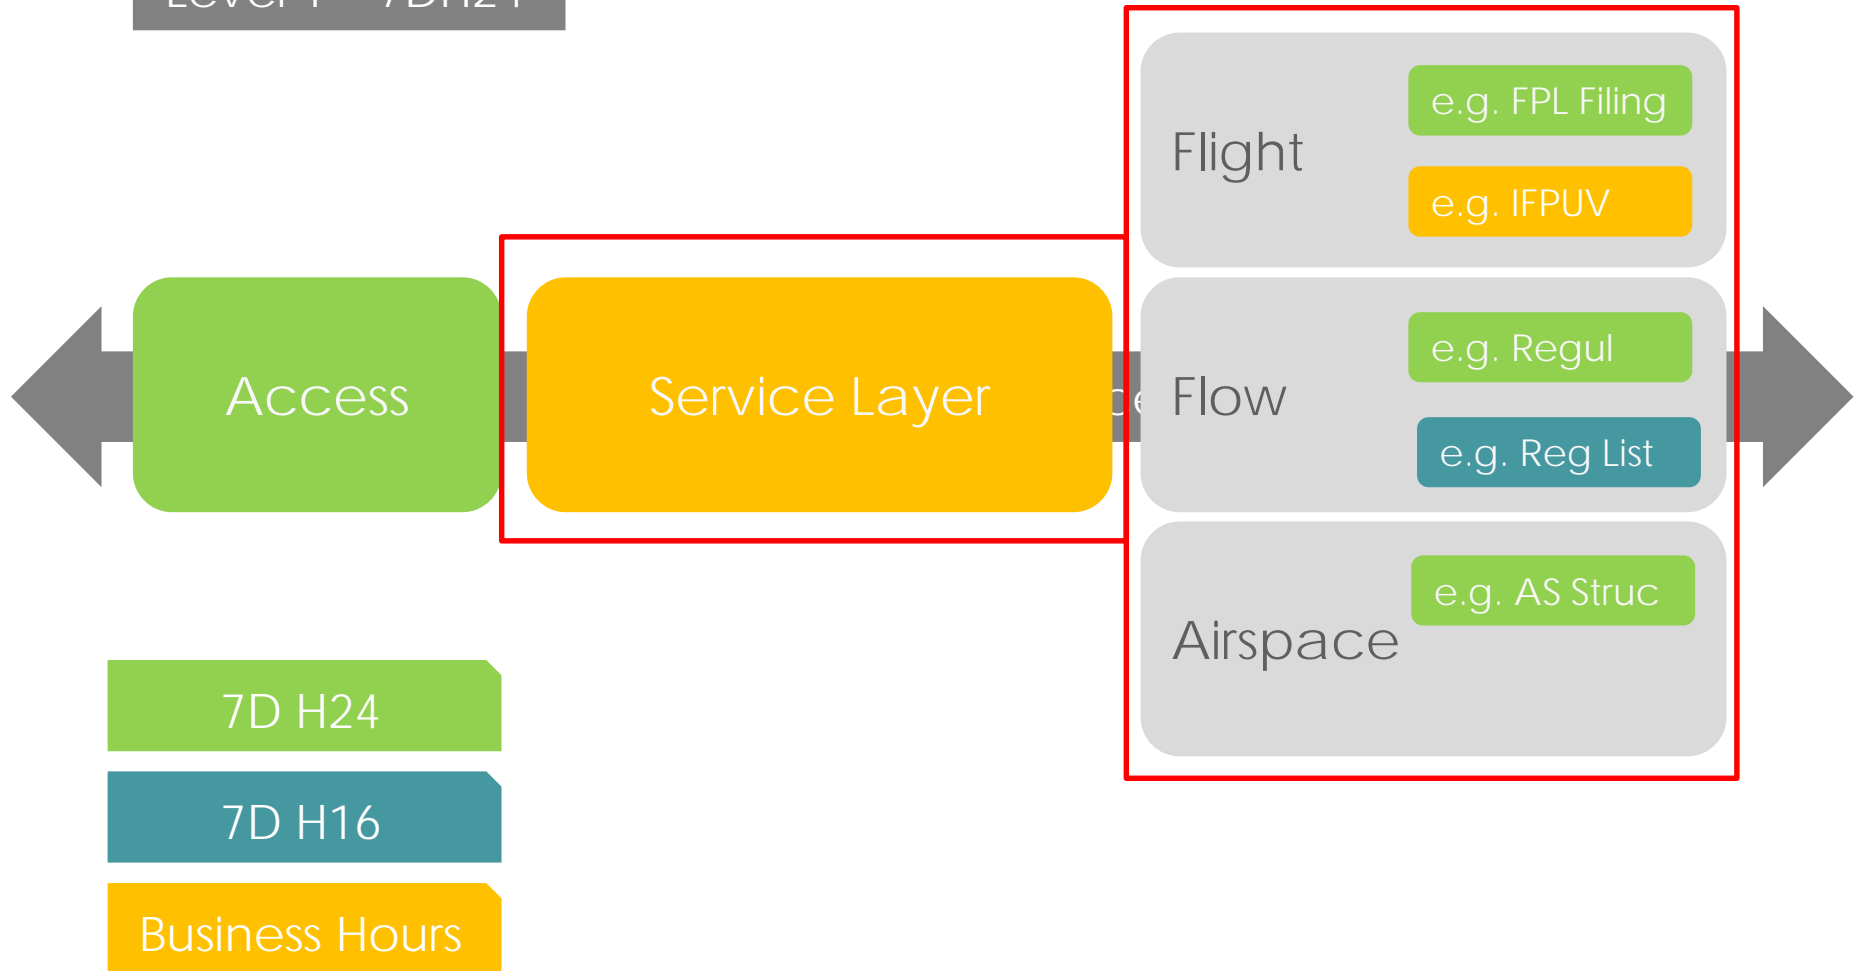 e.g. FPL Filing
Flight
e.g. IFPUV
e.g. Regul
Access
Service Layer
Flow
e.g. Reg List
e.g. AS Struc
Airspace
7D H24
7D H16
Business Hours